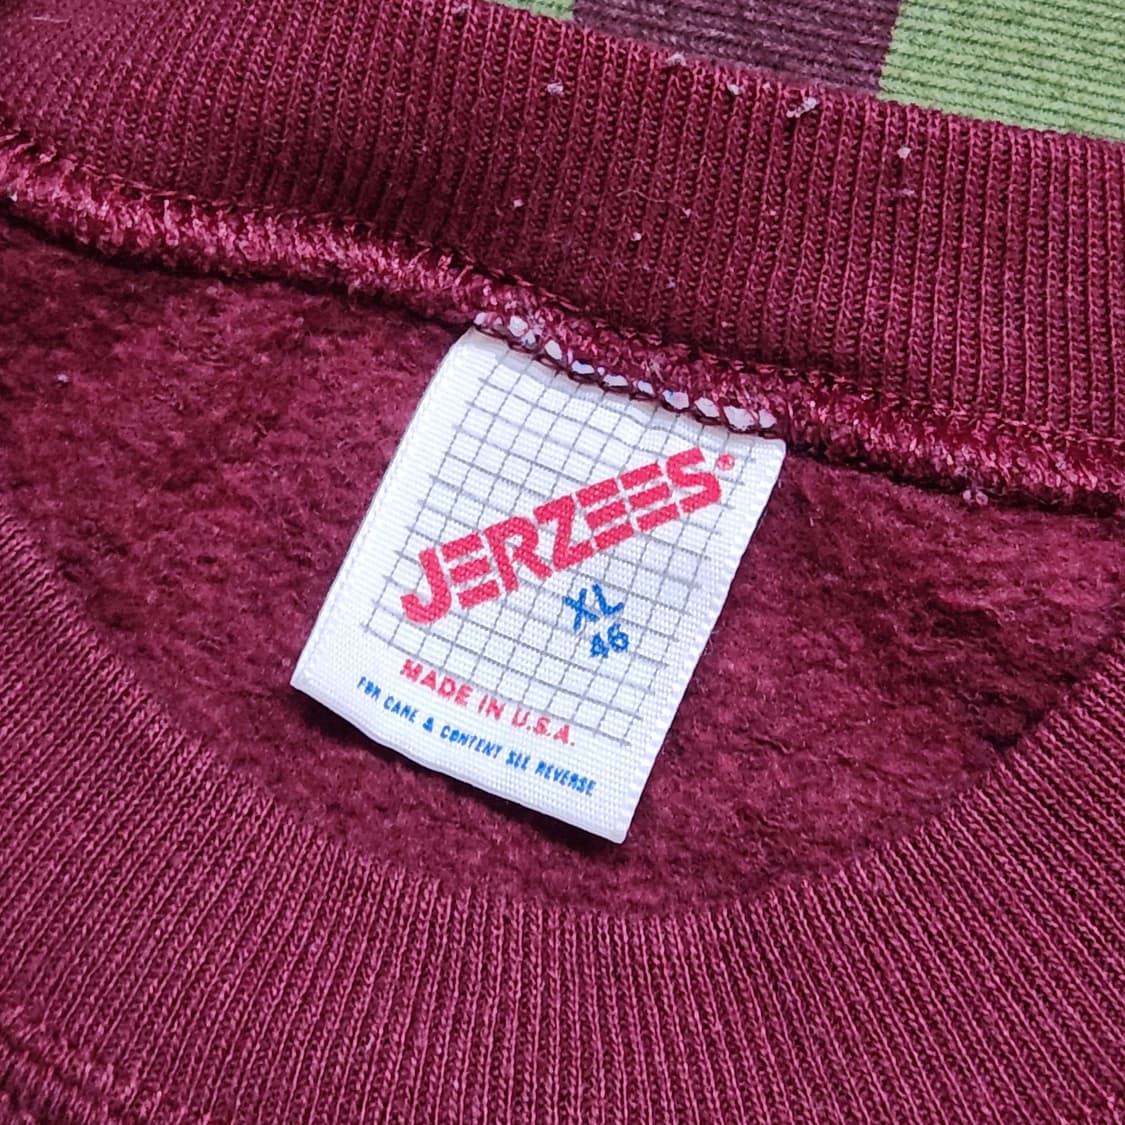 JERZEES®
XL
46
MADE IN U.S.A.
FOR CARE & CONTENT SEE REVERSE